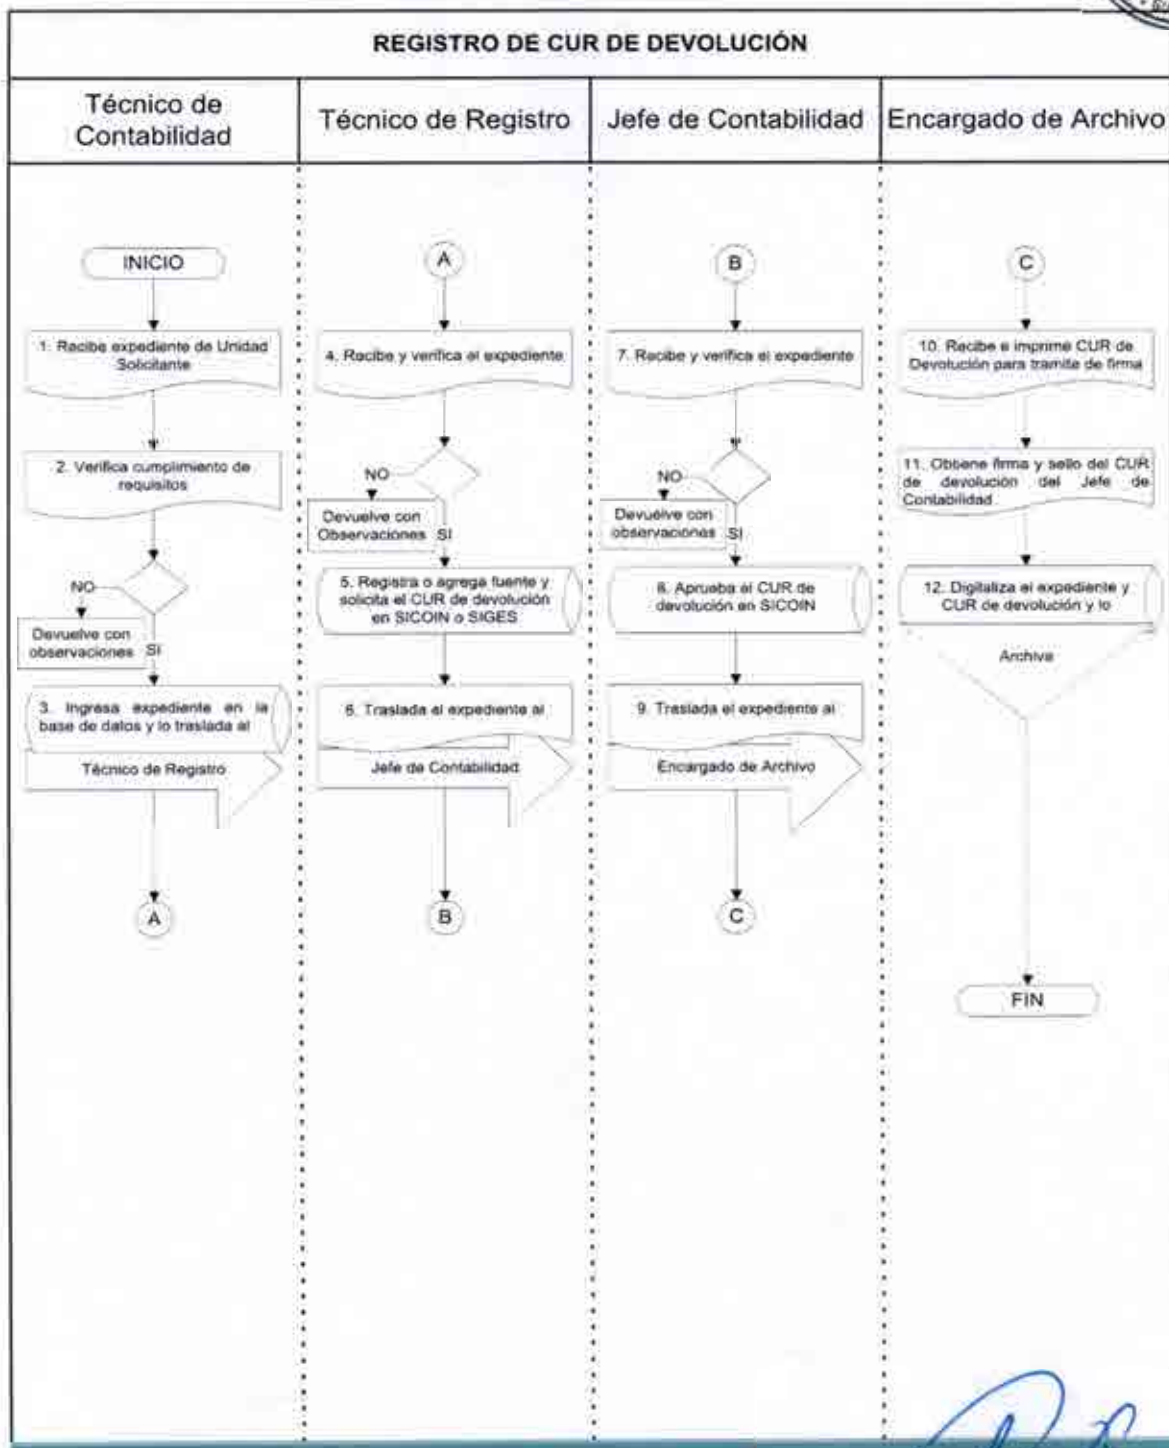 REGISTRO DE CUR DE DEVOLUCIÓN
Técnico de
Contabilidad
Técnico de Registro
Jefe de Contabilidad
Encargado de Archivo
INICIO
1. Recibe expediente de Unidad
Solicitante
2. Verifica cumplimiento de
requisitos
NO
Devuelve con
observaciones
SI
3. Ingresa expediente en la
base de datos y lo traslada al
Técnico de Registro
A
A
4. Recibe y verifica el expediente
NO
Devuelve con
Observaciones
SI
5. Registra o agrega fuente y
solicita el CUR de devolución
en SICOIN o SIGES
6. Traslada el expediente al
Jefe de Contabilidad
B
B
7. Recibe y verifica el expediente
NO
Devuelve con
observaciones
SI
8. Aprueba el CUR de
devolución en SICOIN
9. Traslada el expediente al
Encargado de Archivo
C
C
10. Recibe e imprime CUR de
Devolución para tramite de firma
11. Obtiene firma y sello del CUR
de devolución del Jefe de
Contabilidad
12. Digitaliza el expediente y
CUR de devolución y lo
Archiva
FIN